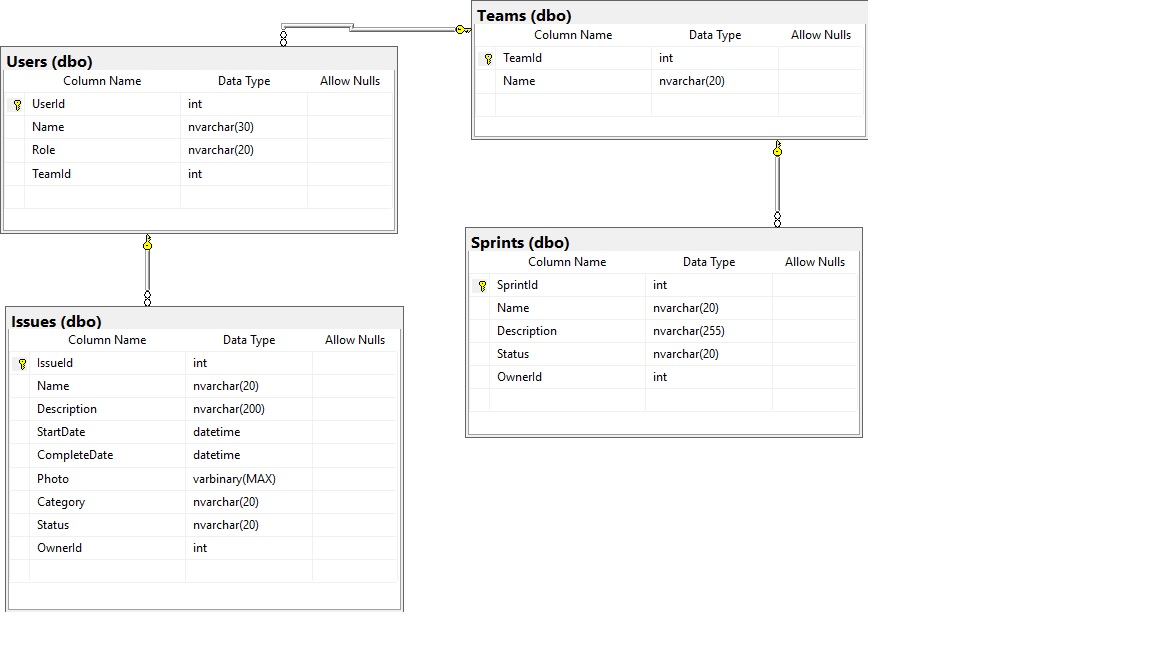 Teams (dbo)
Column Name Data Type Allow Nulls
TeamId int
Name nvarchar(20)
Users (dbo)
Column Name Data Type Allow Nulls
UserId int
Name nvarchar(30)
Role nvarchar(20)
TeamId int
Sprints (dbo)
Column Name Data Type Allow Nulls
SprintId int
Name nvarchar(20)
Description nvarchar(255)
Status nvarchar(20)
OwnerId int
Issues (dbo)
Column Name Data Type Allow Nulls
IssueId int
Name nvarchar(20)
Description nvarchar(200)
StartDate datetime
CompleteDate datetime
Photo varbinary(MAX)
Category nvarchar(20)
Status nvarchar(20)
OwnerId int